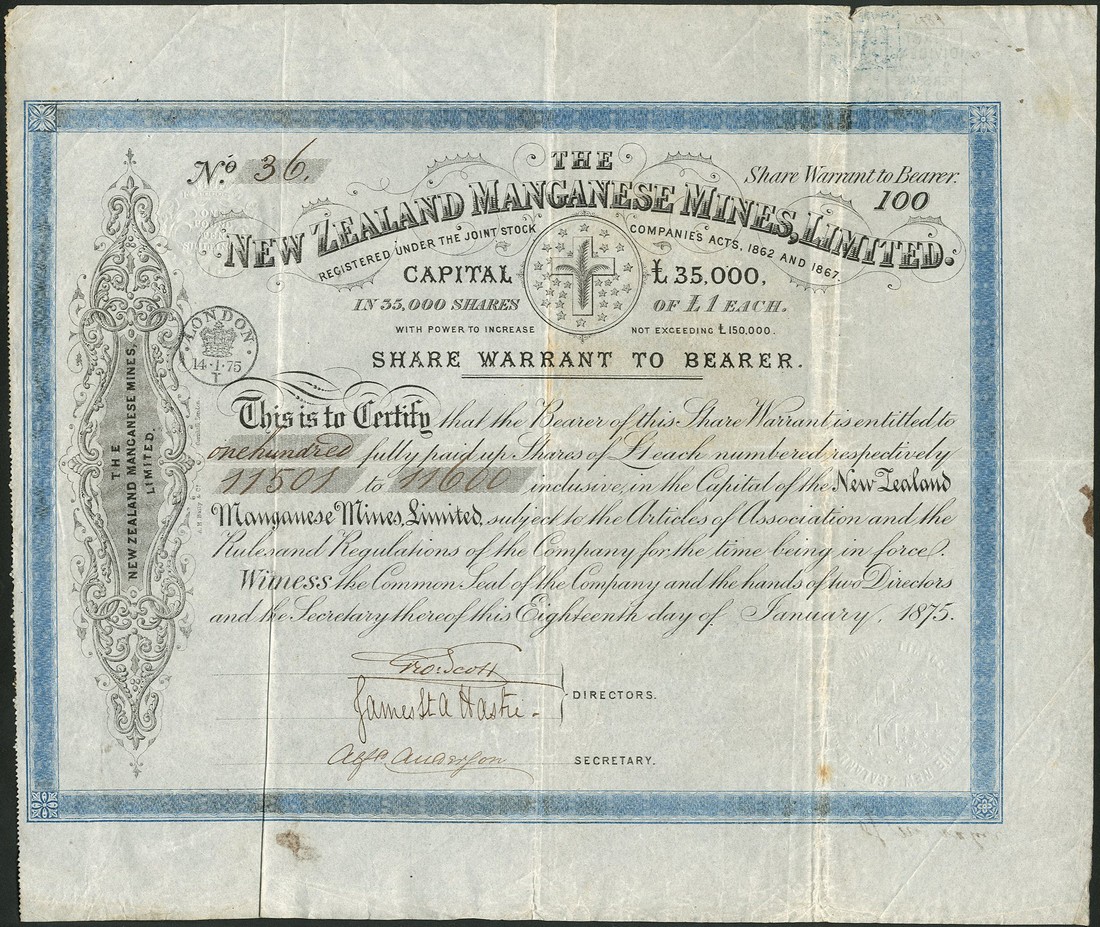 Nº 36.
Share Warrant to Bearer.
100
THE
NEW ZEALAND MANGANESE MINES, LIMITED.
REGISTERED UNDER THE JOINT STOCK COMPANIES ACTS, 1862 AND 1867.
CAPITAL £35,000,
IN 35,000 SHARES OF £1 EACH.
WITH POWER TO INCREASE NOT EXCEEDING £150,000.
SHARE WARRANT TO BEARER.
LONDON
14·1·75
T
THE
NEW ZEALAND MANGANESE MINES,
LIMITED.
This is to Certify that the Bearer of this Share Warrant is entitled to
one hundred fully paid up Shares of £1 each numbered respectively
11501 to 11600 inclusive, in the Capital of the New Zealand
Manganese Mines, Limited, subject to the Articles of Association and the
Rules and Regulations of the Company for the time being in force.
Witness the Common Seal of the Company and the hands of two Directors
and the Secretary thereof this Eighteenth day of January, 1875.
Geo. Scott
James St A Hastie
DIRECTORS.
Alfd. Anderson
SECRETARY.